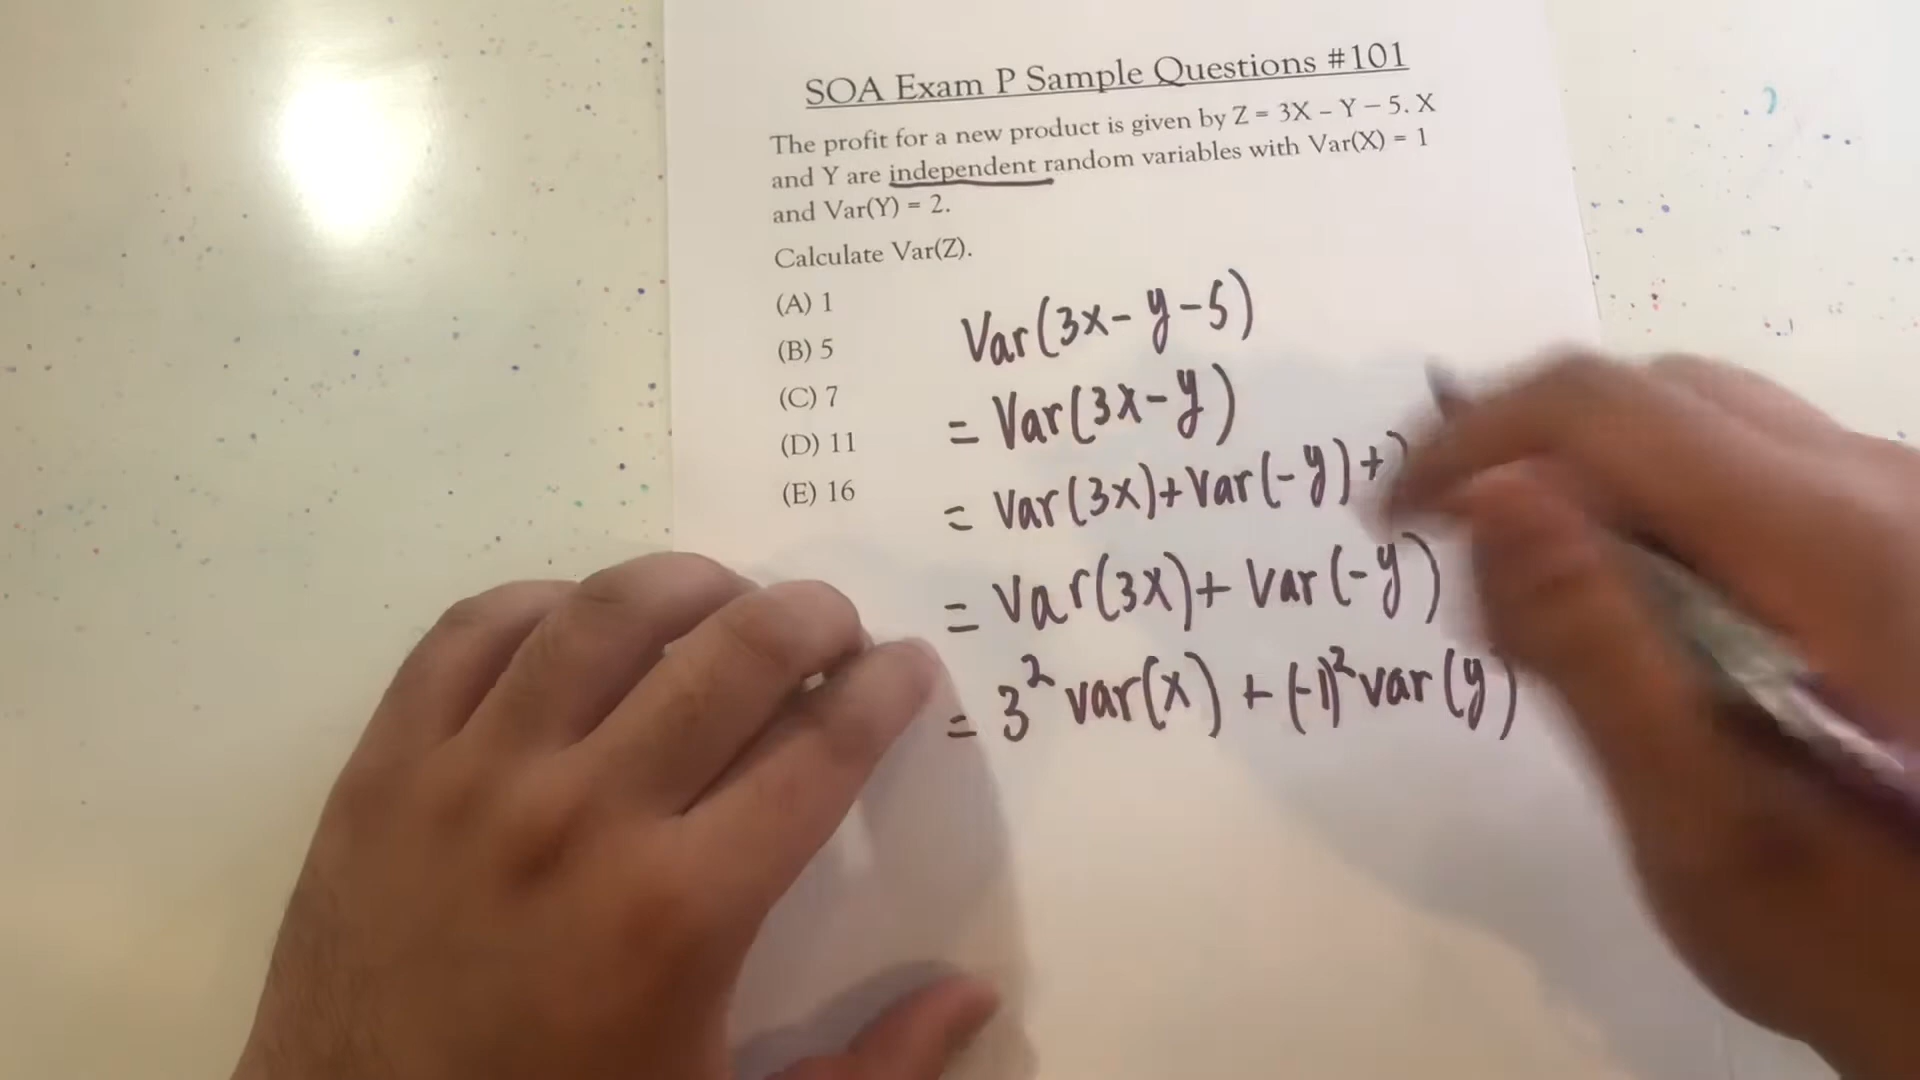 SOA Exam P Sample Questions #101
The profit for a new product is given by Z = 3X – Y – 5. X
and Y are independent random variables with Var(X) = 1
and Var(Y) = 2.
Calculate Var(Z).
(A) 1
(B) 5
(C) 7
(D) 11
(E) 16
Var(3x-y-5)
= Var(3x-y)
= Var(3x)+Var(-y)+
= Var(3x)+Var(-y)
= 3² var(x) + (-1)² var(y)